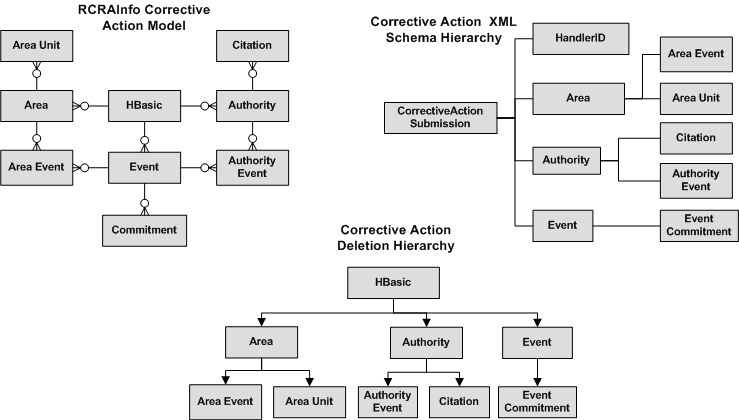 RCRAInfo Corrective
Action Model
Area Unit
Citation
Area
HBasic
Authority
Area Event
Event
Authority
Event
Commitment
Corrective Action XML
Schema Hierarchy
HandlerID
Area Event
Area
Area Unit
CorrectiveAction
Submission
Citation
Authority
Authority
Event
Event
Event
Commitment
Corrective Action
Deletion Hierarchy
HBasic
Area
Authority
Event
Area Event
Area Unit
Authority
Event
Citation
Event
Commitment